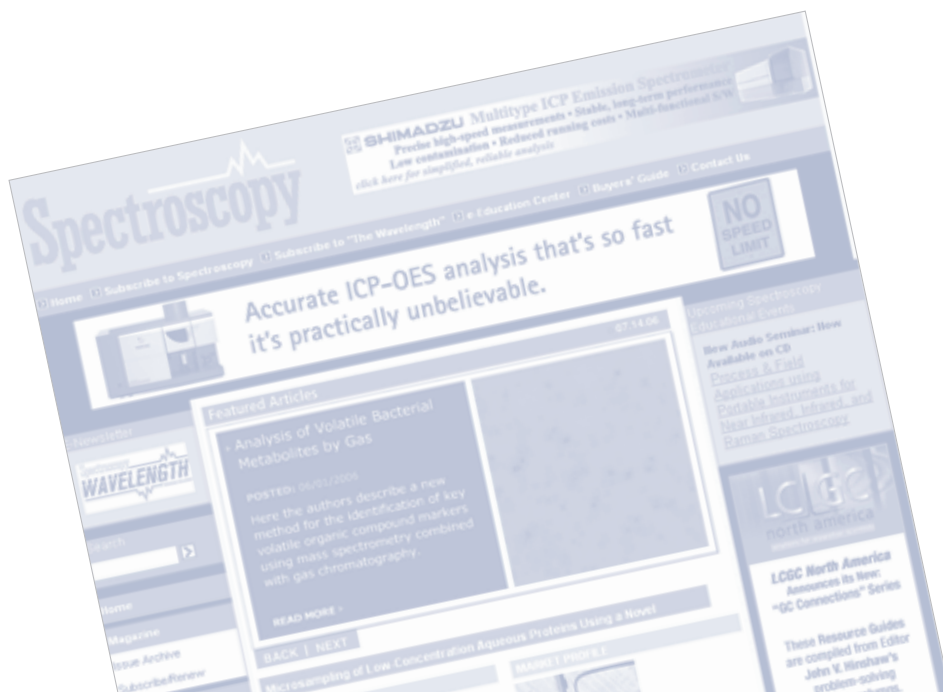 SHIMADZU Multitype ICP Emission Spectrometer
Precise high-speed measurements • Stable, long-term performance
Low contamination • Reduced running costs • Multi-functional S/W
click here for simplified, reliable analysis
Spectroscopy
Home Subscribe to Spectroscopy Subscribe to "The Wavelength" e-Education Center Buyers' Guide Contact Us
Accurate ICP-OES analysis that's so fast
it's practically unbelievable.
NO
SPEED
LIMIT
E-Newsletter
Spectroscopy
WAVELENGTH
Search
Home
Magazine
Issue Archive
Subscribe/Renew
07.14.06
Featured Articles
Analysis of Volatile Bacterial
Metabolites by Gas
POSTED: 06/01/2006
Here the authors describe a new
method for the identification of key
volatile organic compound markers
using mass spectrometry combined
with gas chromatography.
READ MORE ›
BACK | NEXT
Microsampling of Low-Concentration Aqueous Proteins Using a Novel
MARKET PROFILE
Upcoming Spectroscopy
Educational Events
New Audio Seminar: Now
Available on CD
Process & Field
Applications using
Portable Instruments for
Near Infrared, Infrared, and
Raman Spectroscopy
LCGC
north america
LCGC North America
Announces its New:
"GC Connections" Series
These Resource Guides
are compiled from Editor
John V. Hinshaw's
problem-solving